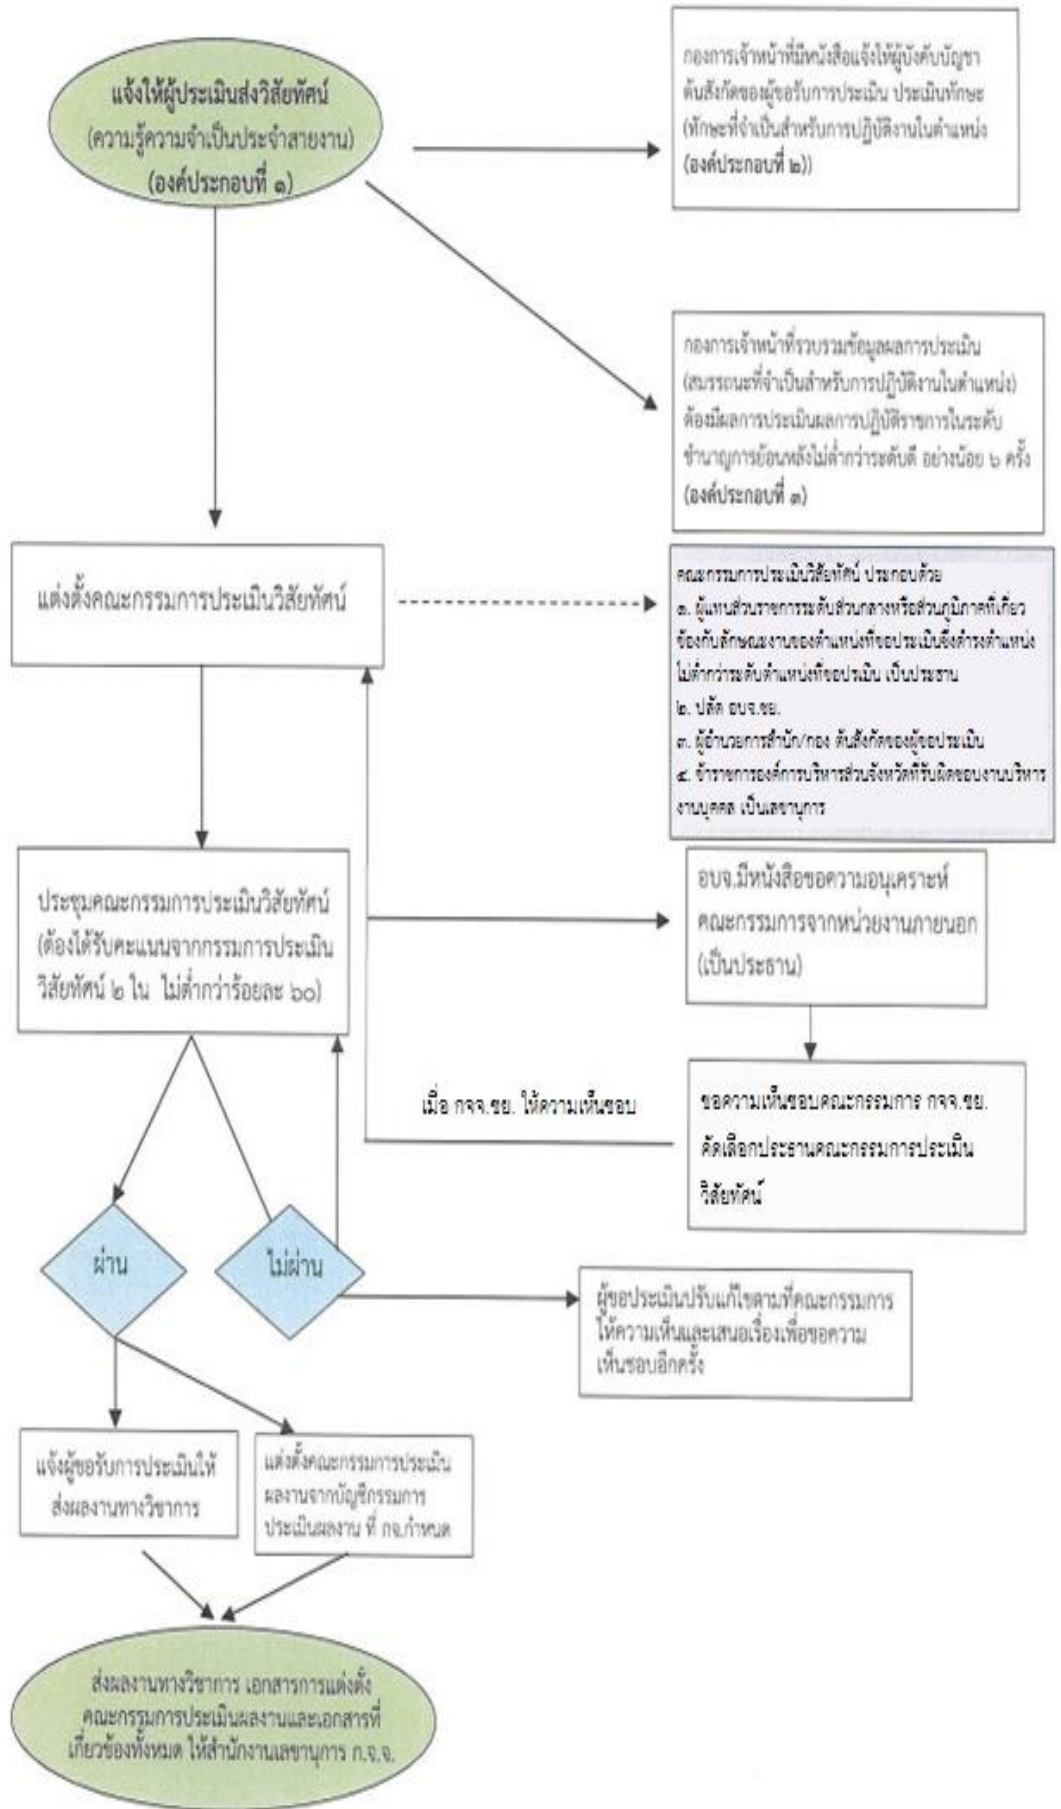 แจ้งให้ผู้ประเมินส่งวิสัยทัศน์
(ความรู้ความจำเป็นประจำสายงาน)
(องค์ประกอบที่ ๑)
กองการเจ้าหน้าที่มีหนังสือแจ้งให้ผู้บังคับบัญชา
ต้นสังกัดของผู้ขอรับการประเมิน ประเมินทักษะ
(ทักษะที่จำเป็นสำหรับการปฏิบัติงานในตำแหน่ง
(องค์ประกอบที่ ๒))
กองการเจ้าหน้าที่รวบรวมข้อมูลผลการประเมิน
(สมรรถนะที่จำเป็นสำหรับการปฏิบัติงานในตำแหน่ง)
ต้องมีผลการประเมินผลการปฏิบัติราชการในระดับ
ชำนาญการย้อนหลังไม่ต่ำกว่าระดับดี อย่างน้อย ๖ ครั้ง
(องค์ประกอบที่ ๓)
แต่งตั้งคณะกรรมการประเมินวิสัยทัศน์
คณะกรรมการประเมินวิสัยทัศน์ ประกอบด้วย
๑. ผู้แทนส่วนราชการระดับส่วนกลางหรือส่วนภูมิภาคที่เกี่ยว
ข้องกับลักษณะงานของตำแหน่งที่ขอประเมินซึ่งดำรงตำแหน่ง
ไม่ต่ำกว่าระดับตำแหน่งที่ขอปรเมิน เป็นประธาน
๒. ปลัด อบจ.ชย.
๓. ผู้อำนวยการสำนัก/กอง ต้นสังกัดของผู้ขอประเมิน
๔. ข้าราชการองค์การบริหารส่วนจังหวัดที่รับผิดชอบงานบริหาร
งานบุคคล เป็นเลขานุการ
ประชุมคณะกรรมการประเมินวิสัยทัศน์
(ต้องได้รับคะแนนจากกรรมการประเมิน
วิสัยทัศน์ ๒ ใน  ไม่ต่ำกว่าร้อยละ ๖๐)
อบจ.มีหนังสือขอความอนุเคราะห์
คณะกรรมการจากหน่วยงานภายนอก
(เป็นประธาน)
เมื่อ กจจ.ชย. ให้ความเห็นชอบ
ขอความเห็นชอบคณะกรรมการ กจจ.ชย.
คัดเลือกประธานคณะกรรมการประเมิน
วิสัยทัศน์
ผ่าน
ไม่ผ่าน
ผู้ขอประเมินปรับแก้ไขตามที่คณะกรรมการ
ให้ความเห็นและเสนอเรื่องเพื่อขอความ
เห็นชอบอีกครั้ง
แจ้งผู้ขอรับการประเมินให้
ส่งผลงานทางวิชาการ
แต่งตั้งคณะกรรมการประเมิน
ผลงานจากบัญชีกรรมการ
ประเมินผลงาน ที่ กจ.กำหนด
ส่งผลงานทางวิชาการ เอกสารการแต่งตั้ง
คณะกรรมการประเมินผลงานและเอกสารที่
เกี่ยวข้องทั้งหมด ให้สำนักงานเลขานุการ ก.จ.จ.